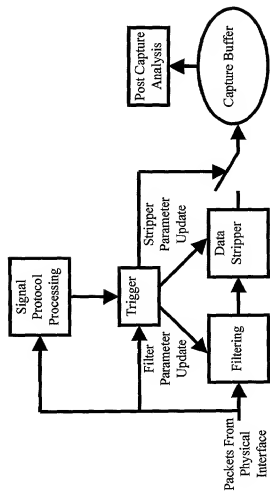 Packets From
Physical
Interface
Signal
Protocol
Processing
Trigger
Filter
Parameter
Update
Stripper
Parameter
Update
Filtering
Data
Stripper
Post Capture
Analysis
Capture Buffer